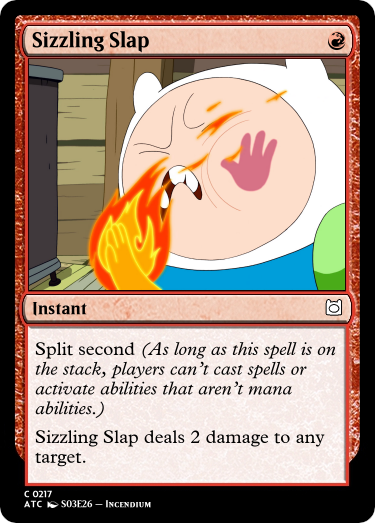 Sizzling Slap
Instant
Split second (As long as this spell is on
the stack, players can't cast spells or
activate abilities that aren't mana
abilities.)
Sizzling Slap deals 2 damage to any
target.
C 0217
ATC S03E26 – Incendium